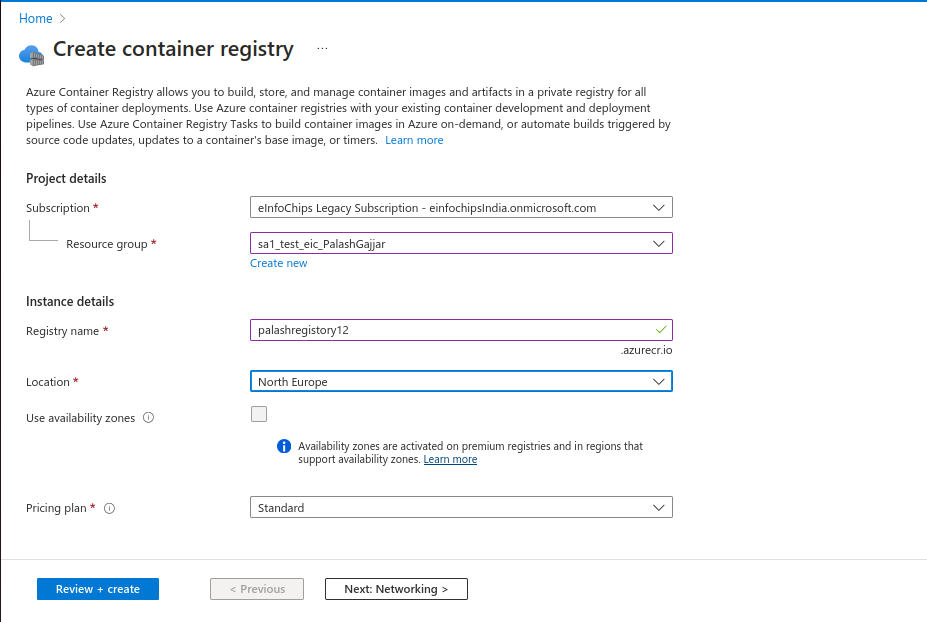 Home >
Create container registry ...
Azure Container Registry allows you to build, store, and manage container images and artifacts in a private registry for all
types of container deployments. Use Azure container registries with your existing container development and deployment
pipelines. Use Azure Container Registry Tasks to build container images in Azure on-demand, or automate builds triggered by
source code updates, updates to a container's base image, or timers. Learn more
Project details
Subscription * eInfoChips Legacy Subscription - einfochipsIndia.onmicrosoft.com
Resource group * sa1_test_eic_PalashGajjar
Create new
Instance details
Registry name * palashregistory12
.azurecr.io
Location * North Europe
Use availability zones
Availability zones are activated on premium registries and in regions that
support availability zones. Learn more
Pricing plan * Standard
Review + create < Previous Next: Networking >